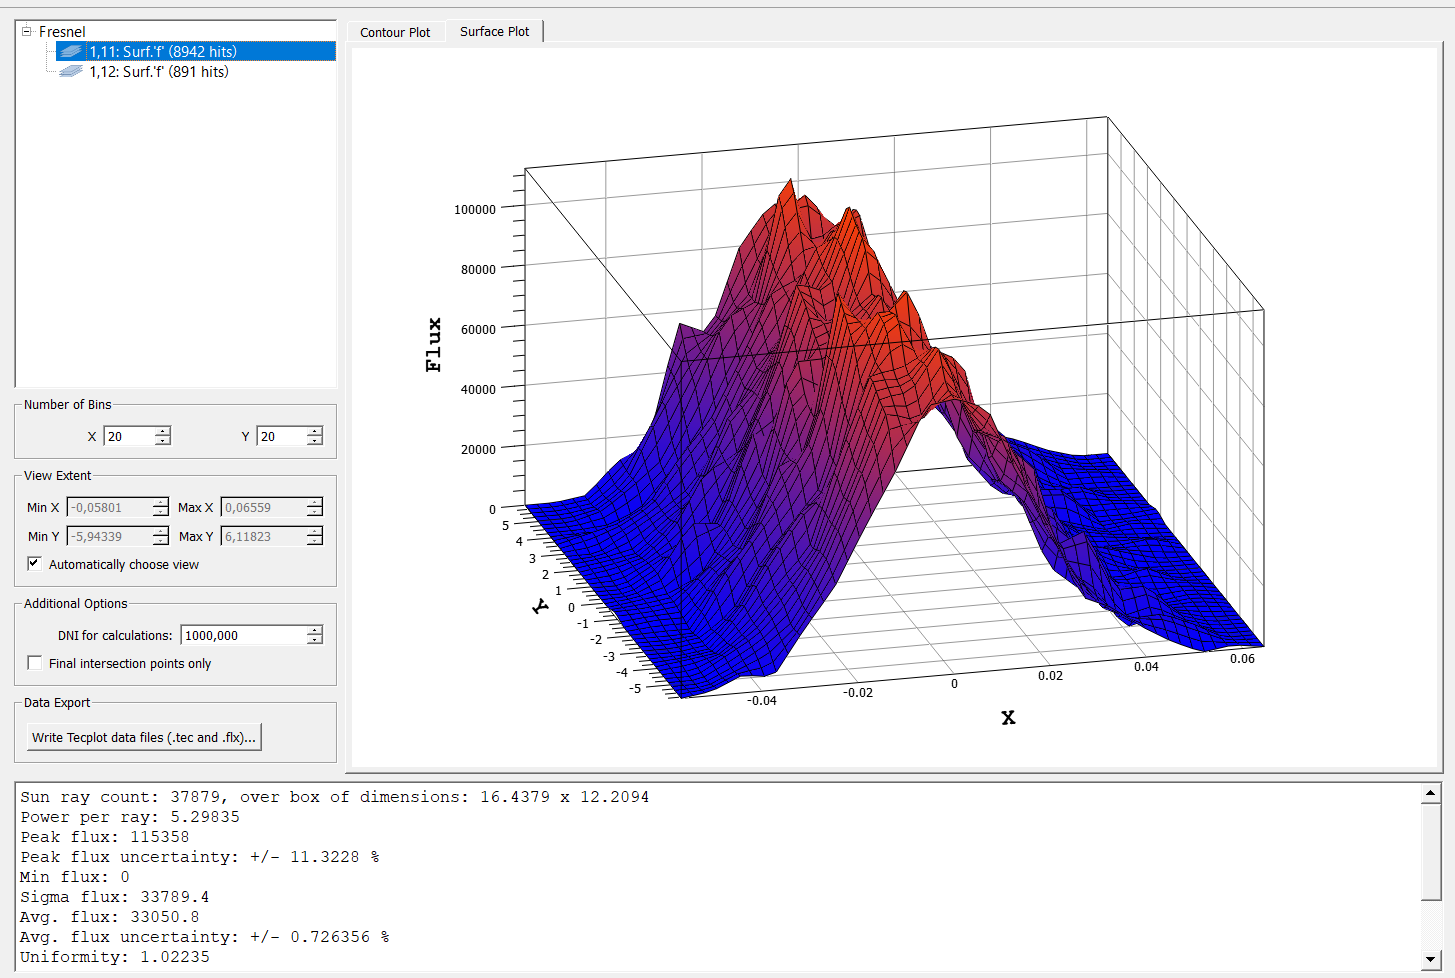 Fresnel
1,11: Surf.'f' (8942 hits)
1,12: Surf.'f' (891 hits)
Number of Bins
X 20 Y 20
View Extent
Min X -0,05801 Max X 0,06559
Min Y -5,94339 Max Y 6,11823
Automatically choose view
Additional Options
DNI for calculations: 1000,000
Final intersection points only
Data Export
Write Tecplot data files (.tec and .flx)...
Contour Plot Surface Plot
Flux
100000
80000
60000
40000
20000
0
Y
5
4
3
2
1
0
-1
-2
-3
-4
-5
-0.04 -0.02 0 0.02 0.04 0.06
X
Sun ray count: 37879, over box of dimensions: 16.4379 x 12.2094
Power per ray: 5.29835
Peak flux: 115358
Peak flux uncertainty: +/- 11.3228 %
Min flux: 0
Sigma flux: 33789.4
Avg. flux: 33050.8
Avg. flux uncertainty: +/- 0.726356 %
Uniformity: 1.02235